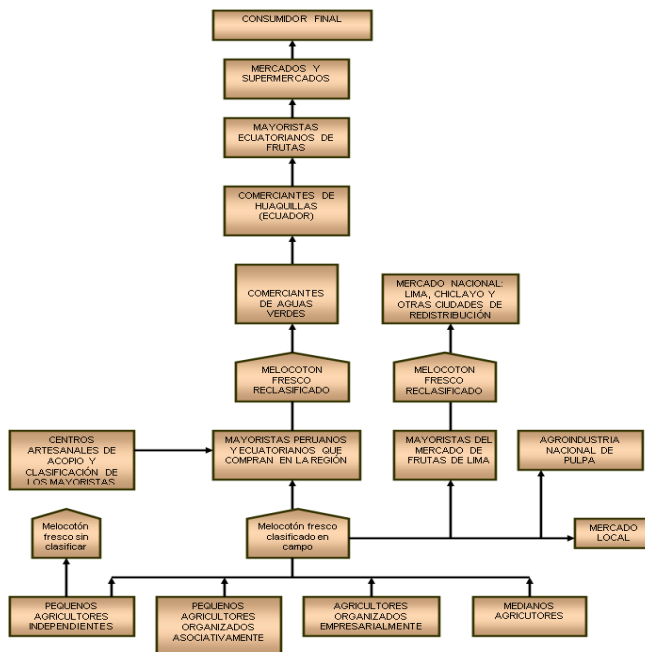 CONSUMIDOR FINAL
MERCADOS Y
SUPERMERCADOS
MAYORISTAS
ECUATORIANOS DE
FRUTAS
COMERCIANTES DE
HUAQUILLAS
(ECUADOR)
COMERCIANTES
DE AGUAS
VERDES
MERCADO NACIONAL:
LIMA, CHICLAYO Y
OTRAS CIUDADES DE
REDISTRIBUCIÓN
MELOCOTON
FRESCO
RECLASIFICADO
MELOCOTON
FRESCO
RECLASIFICADO
CENTROS
ARTESANALES DE
ACOPIO Y
CLASIFICACIÓN DE
LOS MAYORISTAS
MAYORISTAS PERUANOS
Y ECUATORIANOS QUE
COMPRAN EN LA REGIÓN
MAYORISTAS DEL
MERCADO DE
FRUTAS DE LIMA
AGROINDUSTRIA
NACIONAL DE
PULPA
Melocotón
fresco sin
clasificar
Melocotón fresco
clasificado en
campo
MERCADO
LOCAL
PEQUENOS
AGRICULTORES
INDEPENDIENTES
PEQUENOS
AGRICULTORES
ORGANIZADOS
ASOCIATIVAMENTE
AGRICULTORES
ORGANIZADOS
EMPRESARIALMENTE
MEDIANOS
AGRICUTORES